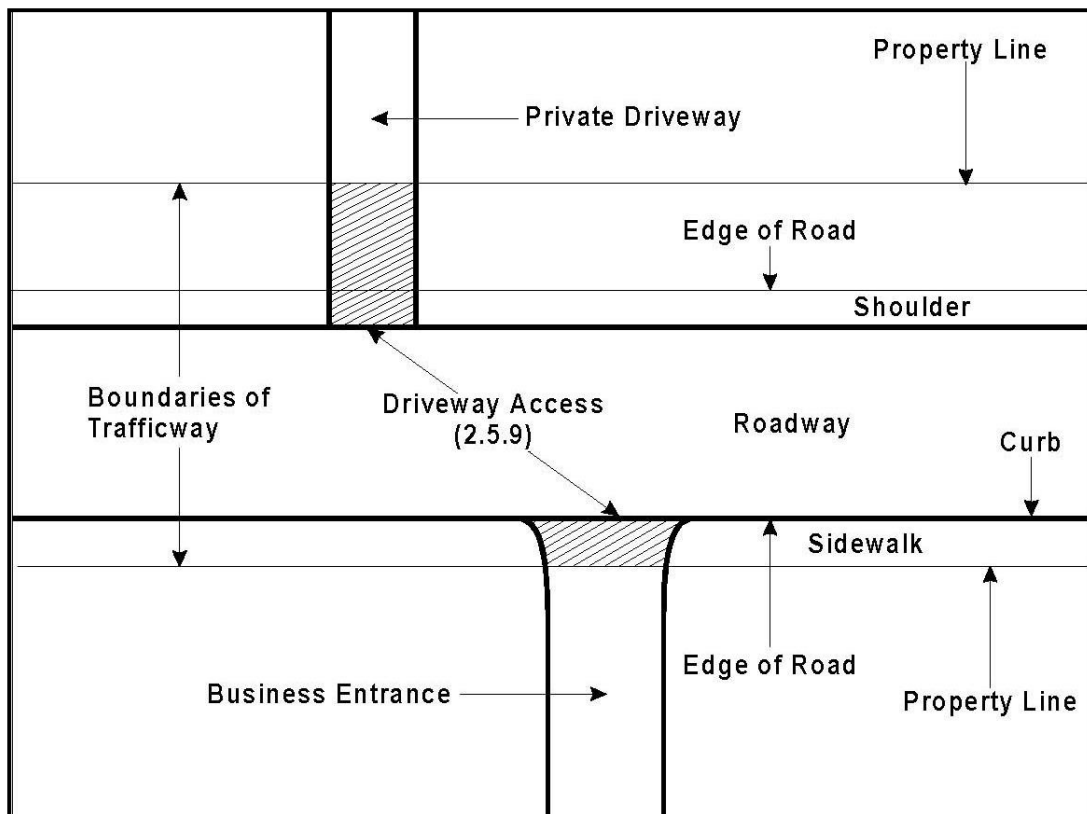 Property Line
Private Driveway
Edge of Road
Shoulder
Boundaries of
Trafficway
Driveway Access
(2.5.9)
Roadway
Curb
Sidewalk
Edge of Road
Business Entrance
Property Line